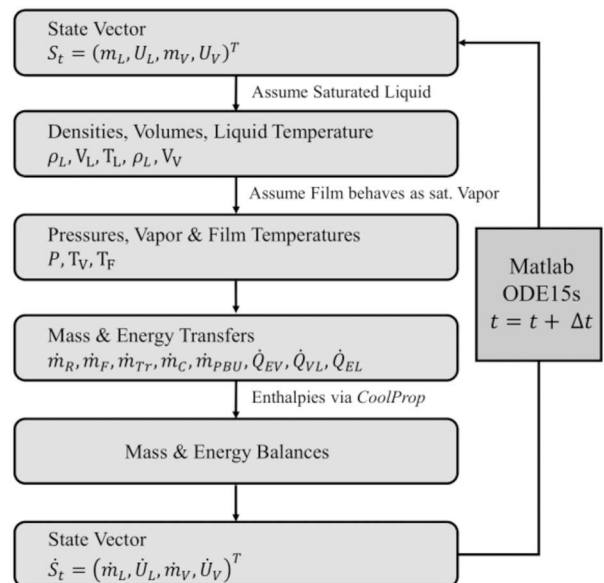 State Vector
S_t = (m_L, U_L, m_V, U_V)^T
Assume Saturated Liquid
Densities, Volumes, Liquid Temperature
ρ_L, V_L, T_L, ρ_L, V_V
Assume Film behaves as sat. Vapor
Pressures, Vapor & Film Temperatures
P, T_V, T_F
Mass & Energy Transfers
ṁ_R, ṁ_F, ṁ_Tr, ṁ_C, ṁ_PBU, Q̇_EV, Q̇_VL, Q̇_EL
Enthalpies via CoolProp
Mass & Energy Balances
State Vector
Ṡ_t = (ṁ_L, U̇_L, ṁ_V, U̇_V)^T
Matlab
ODE15s
t = t + Δt